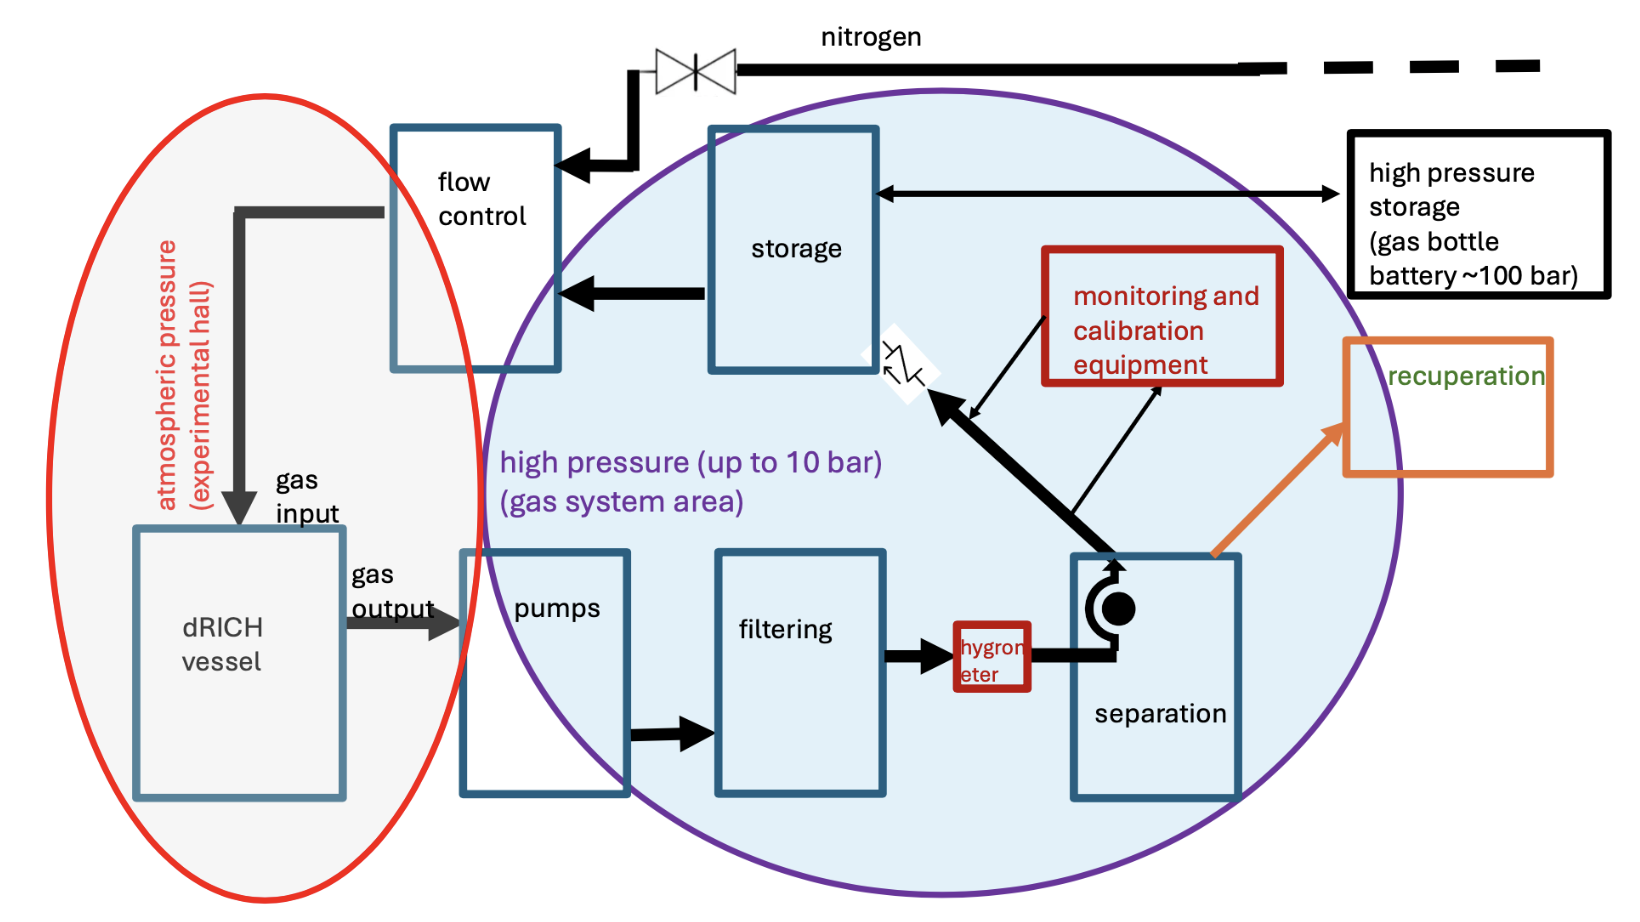 nitrogen
flow
control
storage
high pressure
storage
(gas bottle
battery ~100 bar)
monitoring and
calibration
equipment
recuperation
atmospheric pressure
(experimental hall)
high pressure (up to 10 bar)
(gas system area)
gas
input
gas
output
dRICH
vessel
pumps
filtering
hygron
eter
separation